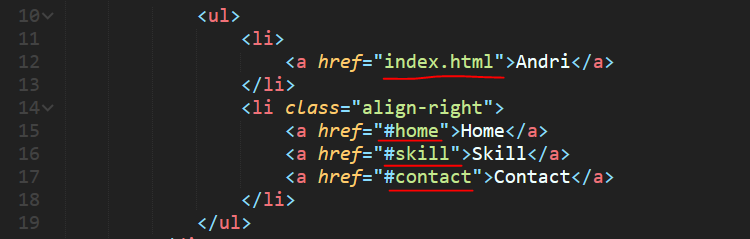 10 <ul>
11 <li>
12 <a href="index.html">Andri</a>
13 </li>
14 <li class="align-right">
15 <a href="#home">Home</a>
16 <a href="#skill">Skill</a>
17 <a href="#contact">Contact</a>
18 </li>
19 </ul>